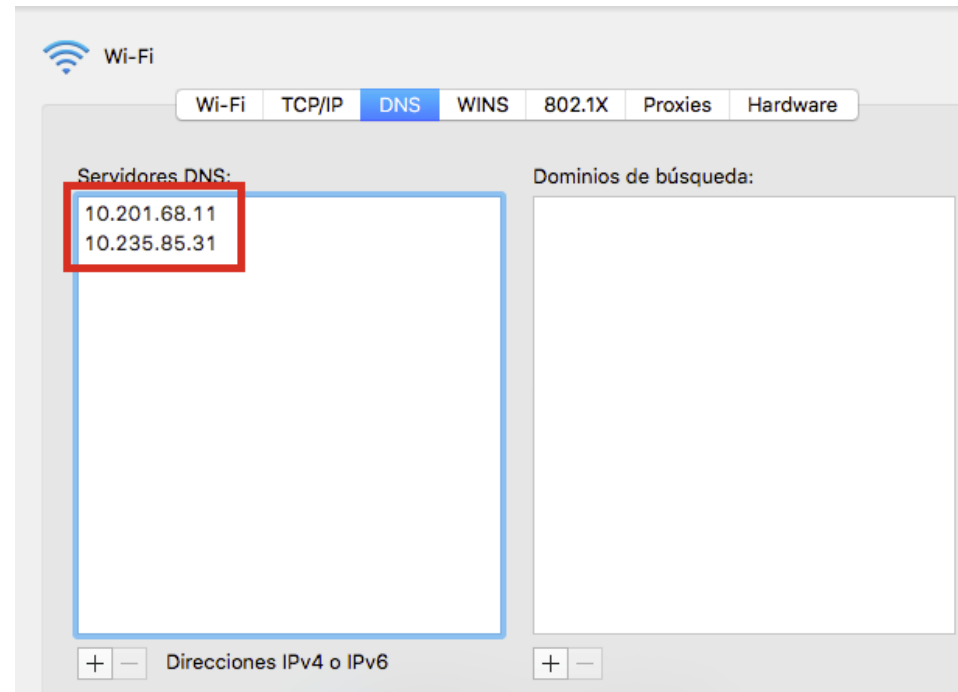 Wi-Fi
Wi-Fi TCP/IP DNS WINS 802.1X Proxies Hardware
Servidores DNS:
10.201.68.11
10.235.85.31
Dominios de búsqueda:
+ − Direcciones IPv4 o IPv6
+ −